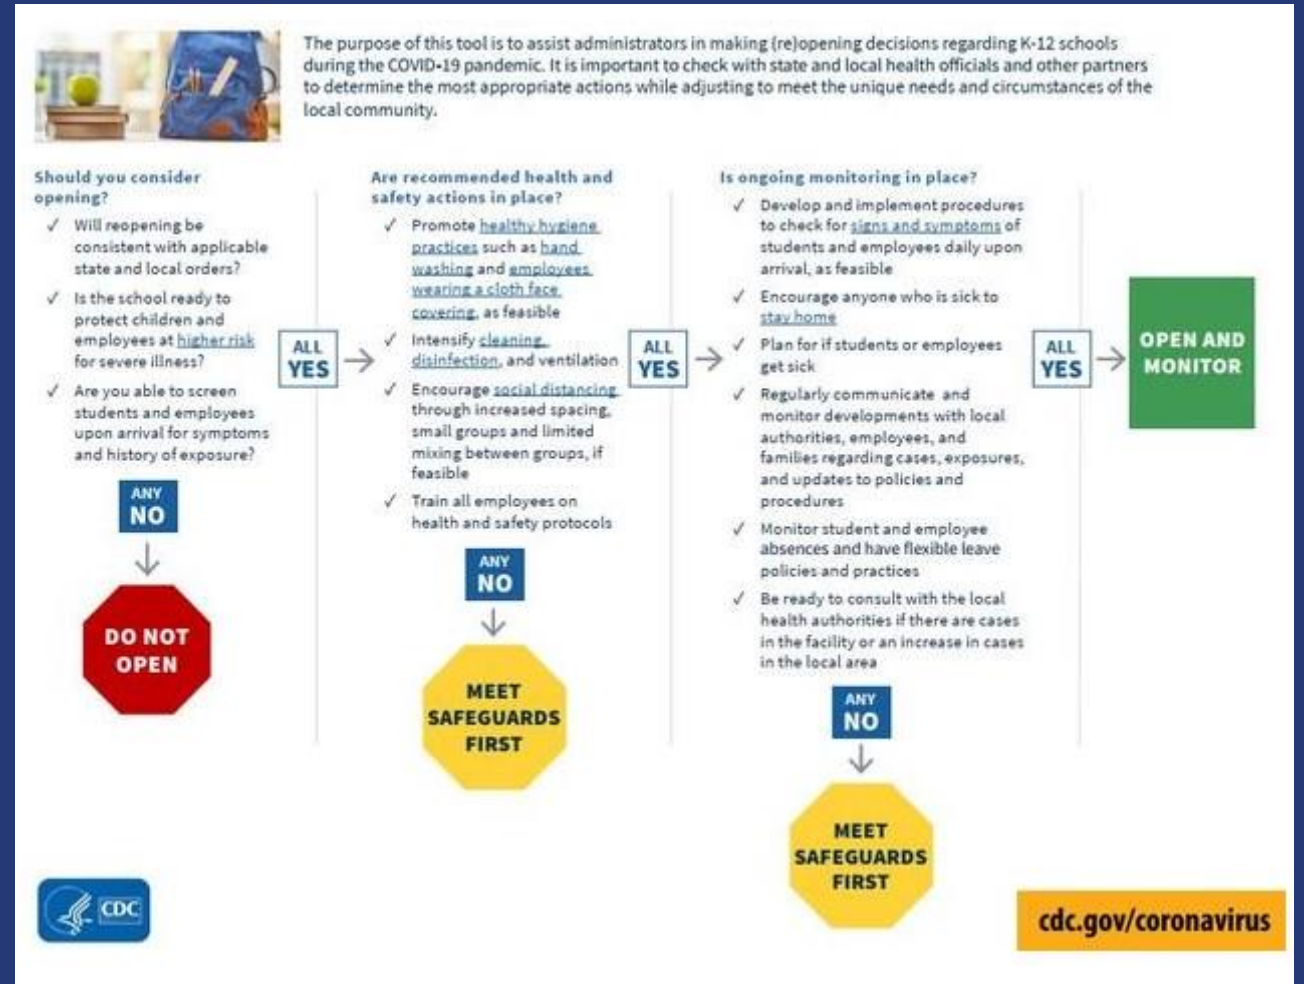 The purpose of this tool is to assist administrators in making (re)opening decisions regarding K-12 schools
during the COVID-19 pandemic. It is important to check with state and local health officials and other partners
to determine the most appropriate actions while adjusting to meet the unique needs and circumstances of the
local community.
Should you consider
opening?
✓ Will reopening be
consistent with applicable
state and local orders?
✓ Is the school ready to
protect children and
employees at higher risk
for severe illness?
✓ Are you able to screen
students and employees
upon arrival for symptoms
and history of exposure?
ANY
NO
DO NOT
OPEN
ALL
YES
Are recommended health and
safety actions in place?
✓ Promote healthy hygiene
practices such as hand
washing and employees
wearing a cloth face
covering, as feasible
✓ Intensify cleaning,
disinfection, and ventilation
✓ Encourage social distancing
through increased spacing,
small groups and limited
mixing between groups, if
feasible
✓ Train all employees on
health and safety protocols
ANY
NO
MEET
SAFEGUARDS
FIRST
ALL
YES
Is ongoing monitoring in place?
✓ Develop and implement procedures
to check for signs and symptoms of
students and employees daily upon
arrival, as feasible
✓ Encourage anyone who is sick to
stay home
✓ Plan for if students or employees
get sick
✓ Regularly communicate and
monitor developments with local
authorities, employees, and
families regarding cases, exposures,
and updates to policies and
procedures
✓ Monitor student and employee
absences and have flexible leave
policies and practices
✓ Be ready to consult with the local
health authorities if there are cases
in the facility or an increase in cases
in the local area
ANY
NO
MEET
SAFEGUARDS
FIRST
ALL
YES
OPEN AND
MONITOR
CDC
cdc.gov/coronavirus